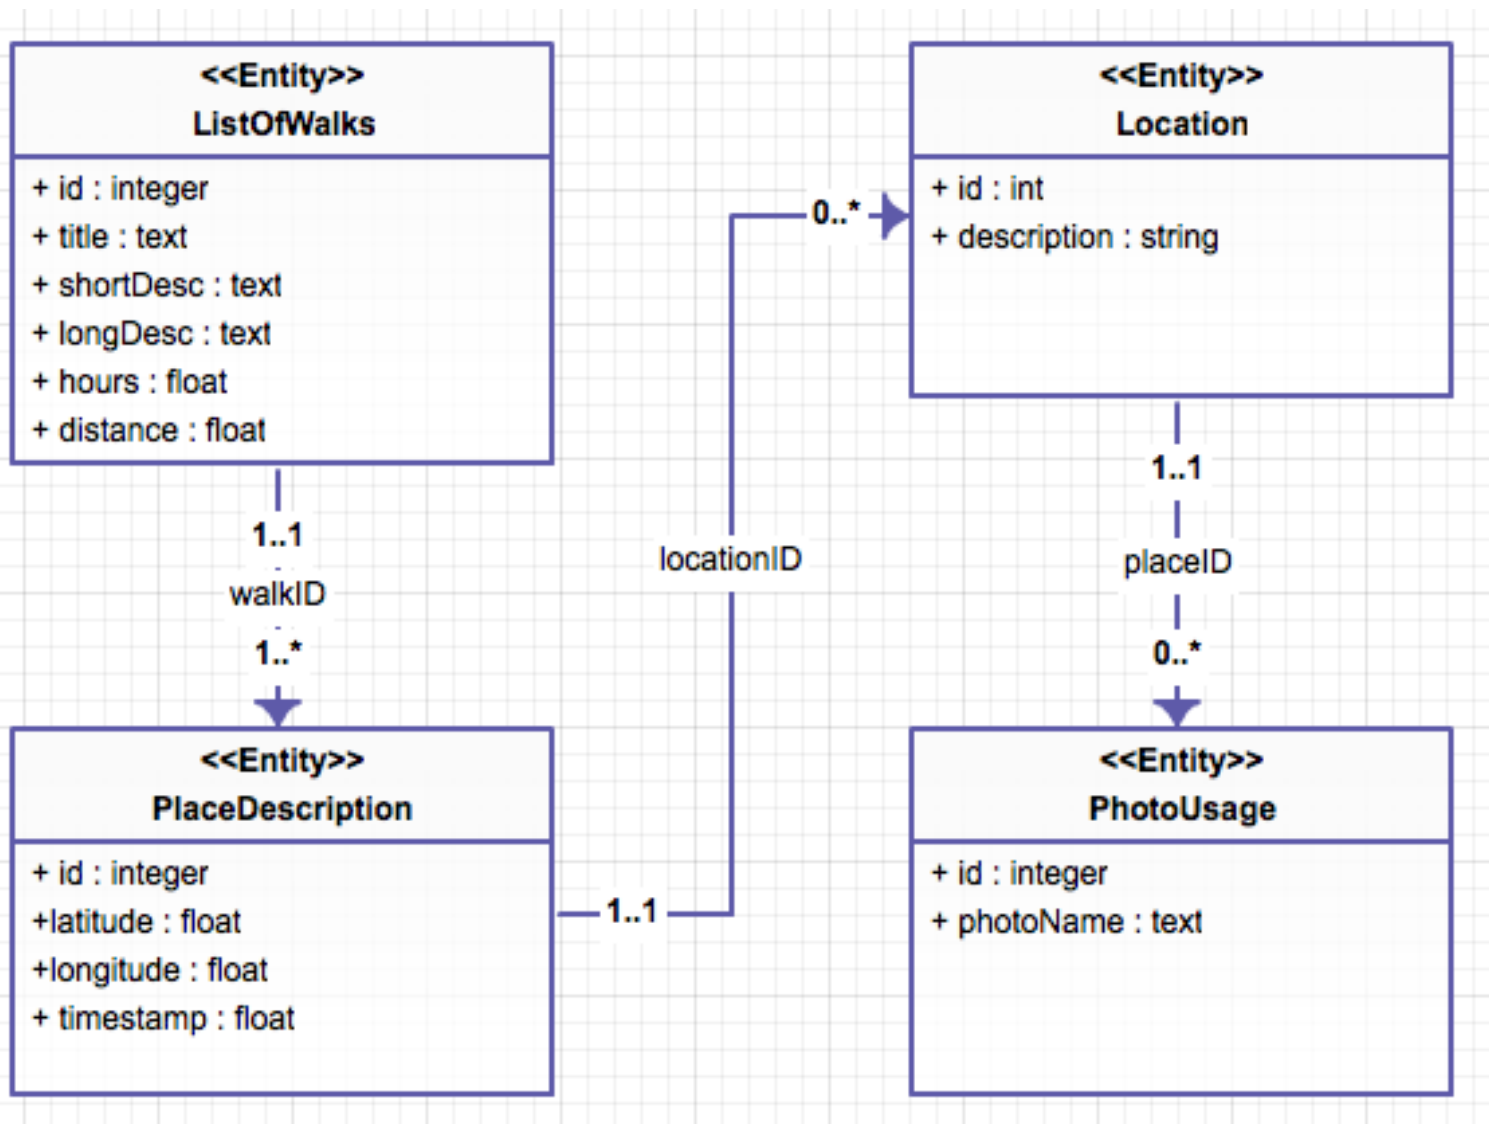 <<Entity>>
ListOfWalks
+ id : integer
+ title : text
+ shortDesc : text
+ longDesc : text
+ hours : float
+ distance : float
1..1
walkID
1..*
<<Entity>>
PlaceDescription
+ id : integer
+latitude : float
+longitude : float
+ timestamp : float
1..1
locationID
0..*
<<Entity>>
Location
+ id : int
+ description : string
1..1
placeID
0..*
<<Entity>>
PhotoUsage
+ id : integer
+ photoName : text